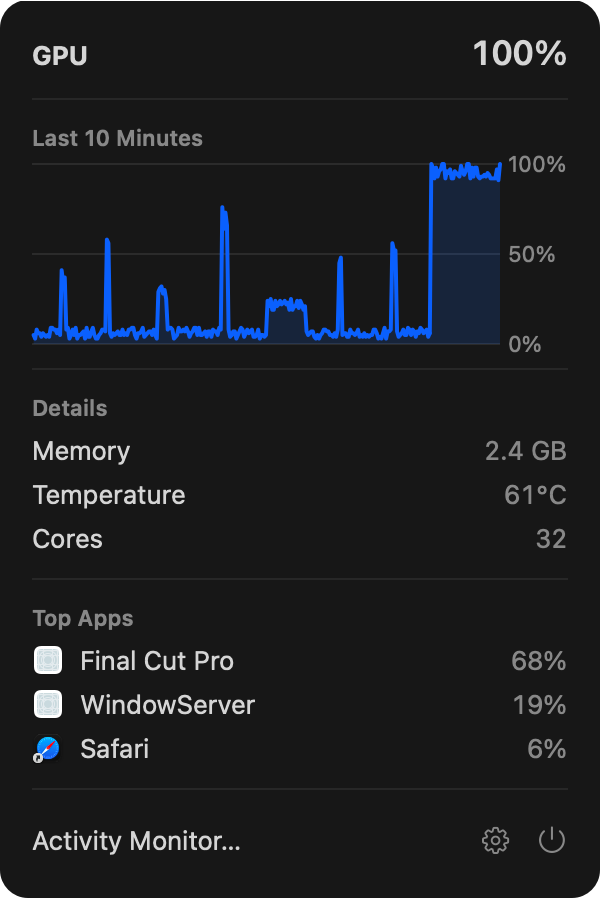 GPU 100%
Last 10 Minutes
100%
50%
0%
Details
Memory 2.4 GB
Temperature 61°C
Cores 32
Top Apps
Final Cut Pro 68%
WindowServer 19%
Safari 6%
Activity Monitor...